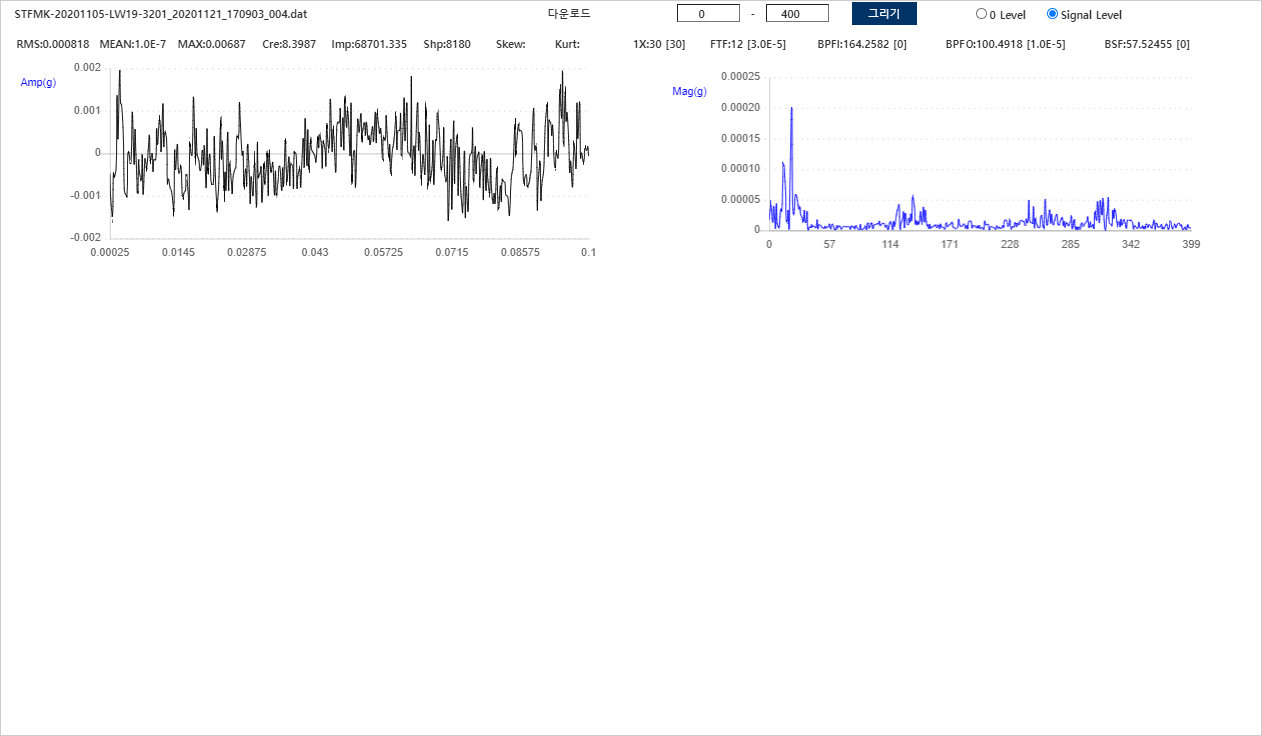 STFMK-20201105-LW19-3201_20201121_170903_004.dat 다운로드 0 - 400 그리기 0 Level Signal Level
RMS:0.000818 MEAN:1.0E-7 MAX:0.00687 Cre:8.3987 Imp:68701.335 Shp:8180 Skew: Kurt: 1X:30 [30] FTF:12 [3.0E-5] BPFI:164.2582 [0] BPFO:100.4918 [1.0E-5] BSF:57.52455 [0]
Amp(g)
0.002
0.001
0
-0.001
-0.002
0.00025 0.0145 0.02875 0.043 0.05725 0.0715 0.08575 0.1
Mag(g)
0.00025
0.00020
0.00015
0.00010
0.00005
0
0 57 114 171 228 285 342 399